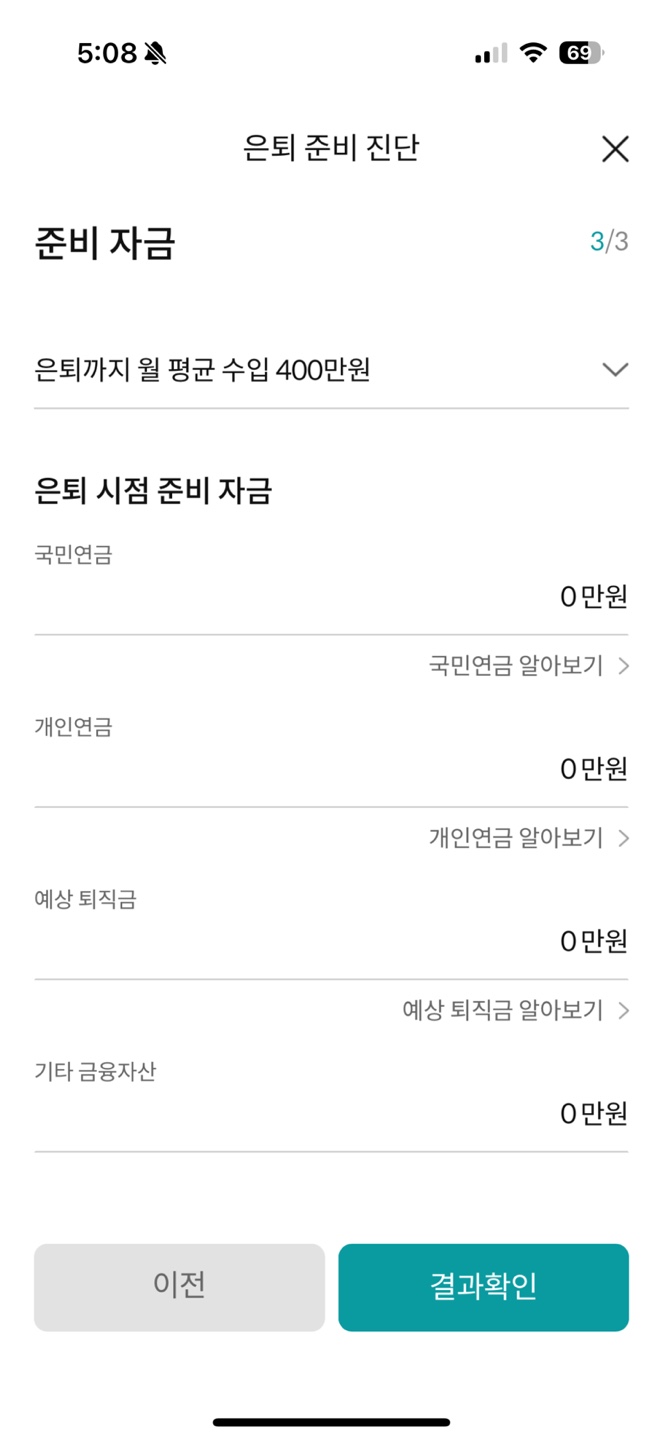 5:08
69
은퇴 준비 진단
준비 자금
3/3
은퇴까지 월 평균 수입 400만원
은퇴 시점 준비 자금
국민연금
0 만원
국민연금 알아보기
개인연금
0 만원
개인연금 알아보기
예상 퇴직금
0 만원
예상 퇴직금 알아보기
기타 금융자산
0 만원
이전
결과확인